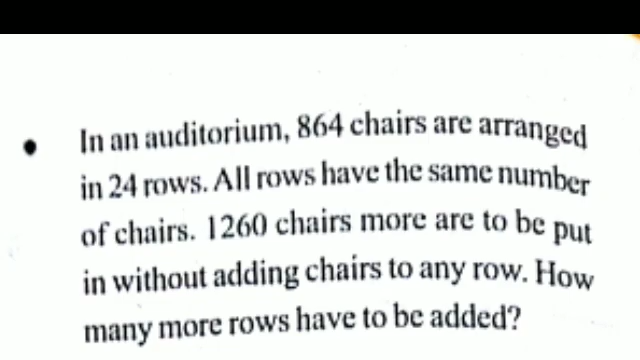 • In an auditorium, 864 chairs are arranged
in 24 rows. All rows have the same number
of chairs. 1260 chairs more are to be put
in without adding chairs to any row. How
many more rows have to be added?